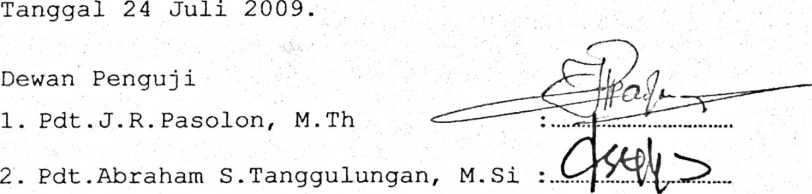 Tanggal 24 Juli 2009.
Dewan Penguji
1. Pdt.J.R.Pasolon, M.Th :
2. Pdt.Abraham S.Tanggulungan, M.Si :